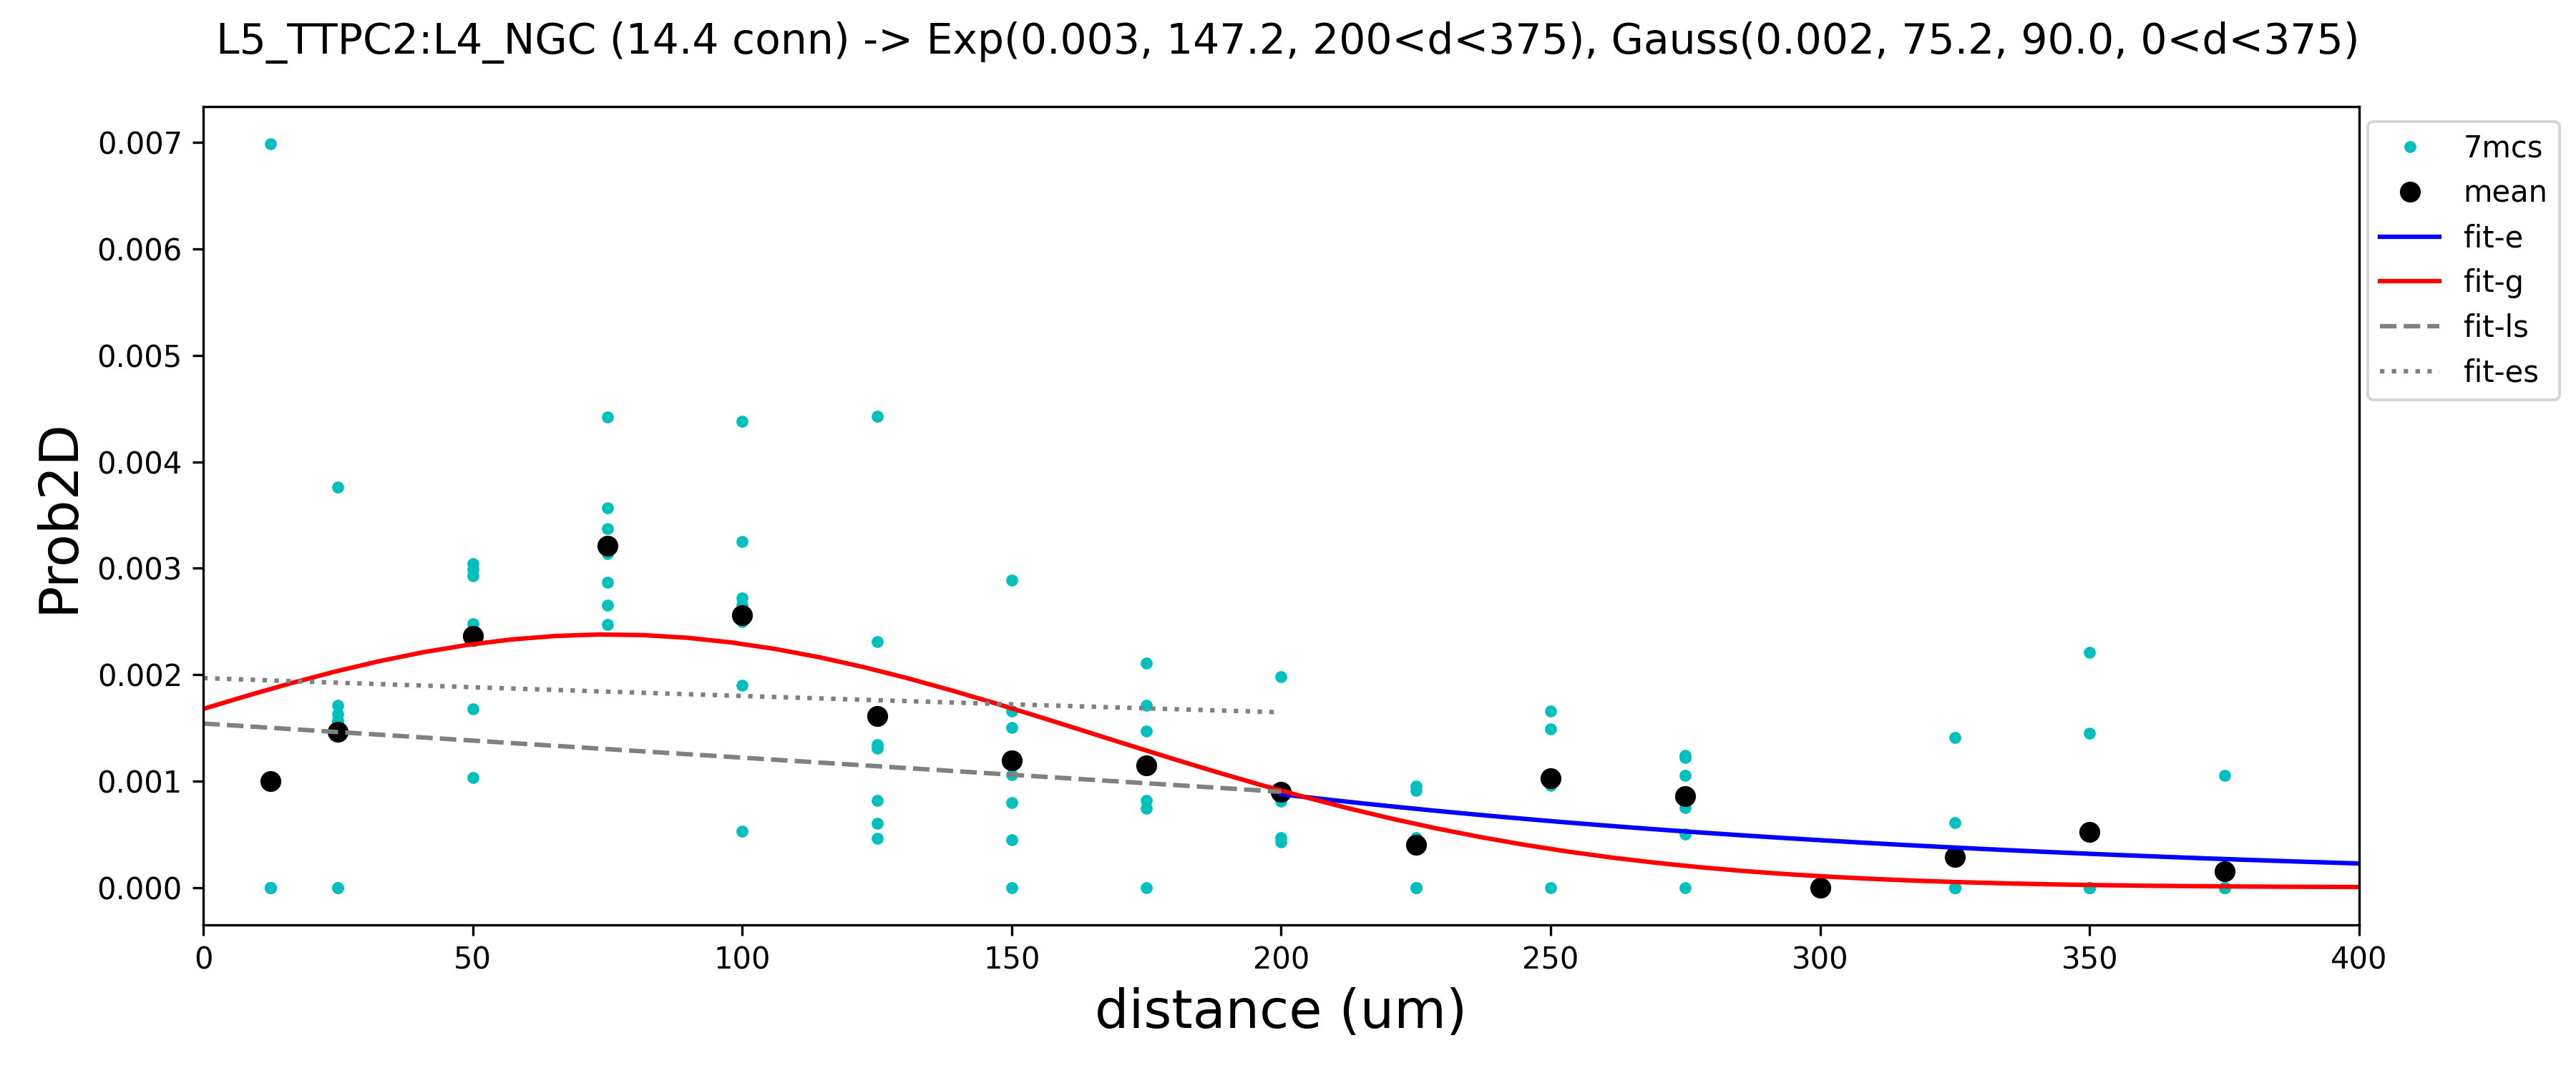 L5_TTPC2:L4_NGC (14.4 conn) -> Exp(0.003, 147.2, 200<d<375), Gauss(0.002, 75.2, 90.0, 0<d<375)
0.007
0.006
0.005
0.004
0.003
0.002
0.001
0.000
Prob2D
0 50 100 150 200 250 300 350 400
distance (um)
7mcs
mean
fit-e
fit-g
fit-ls
fit-es